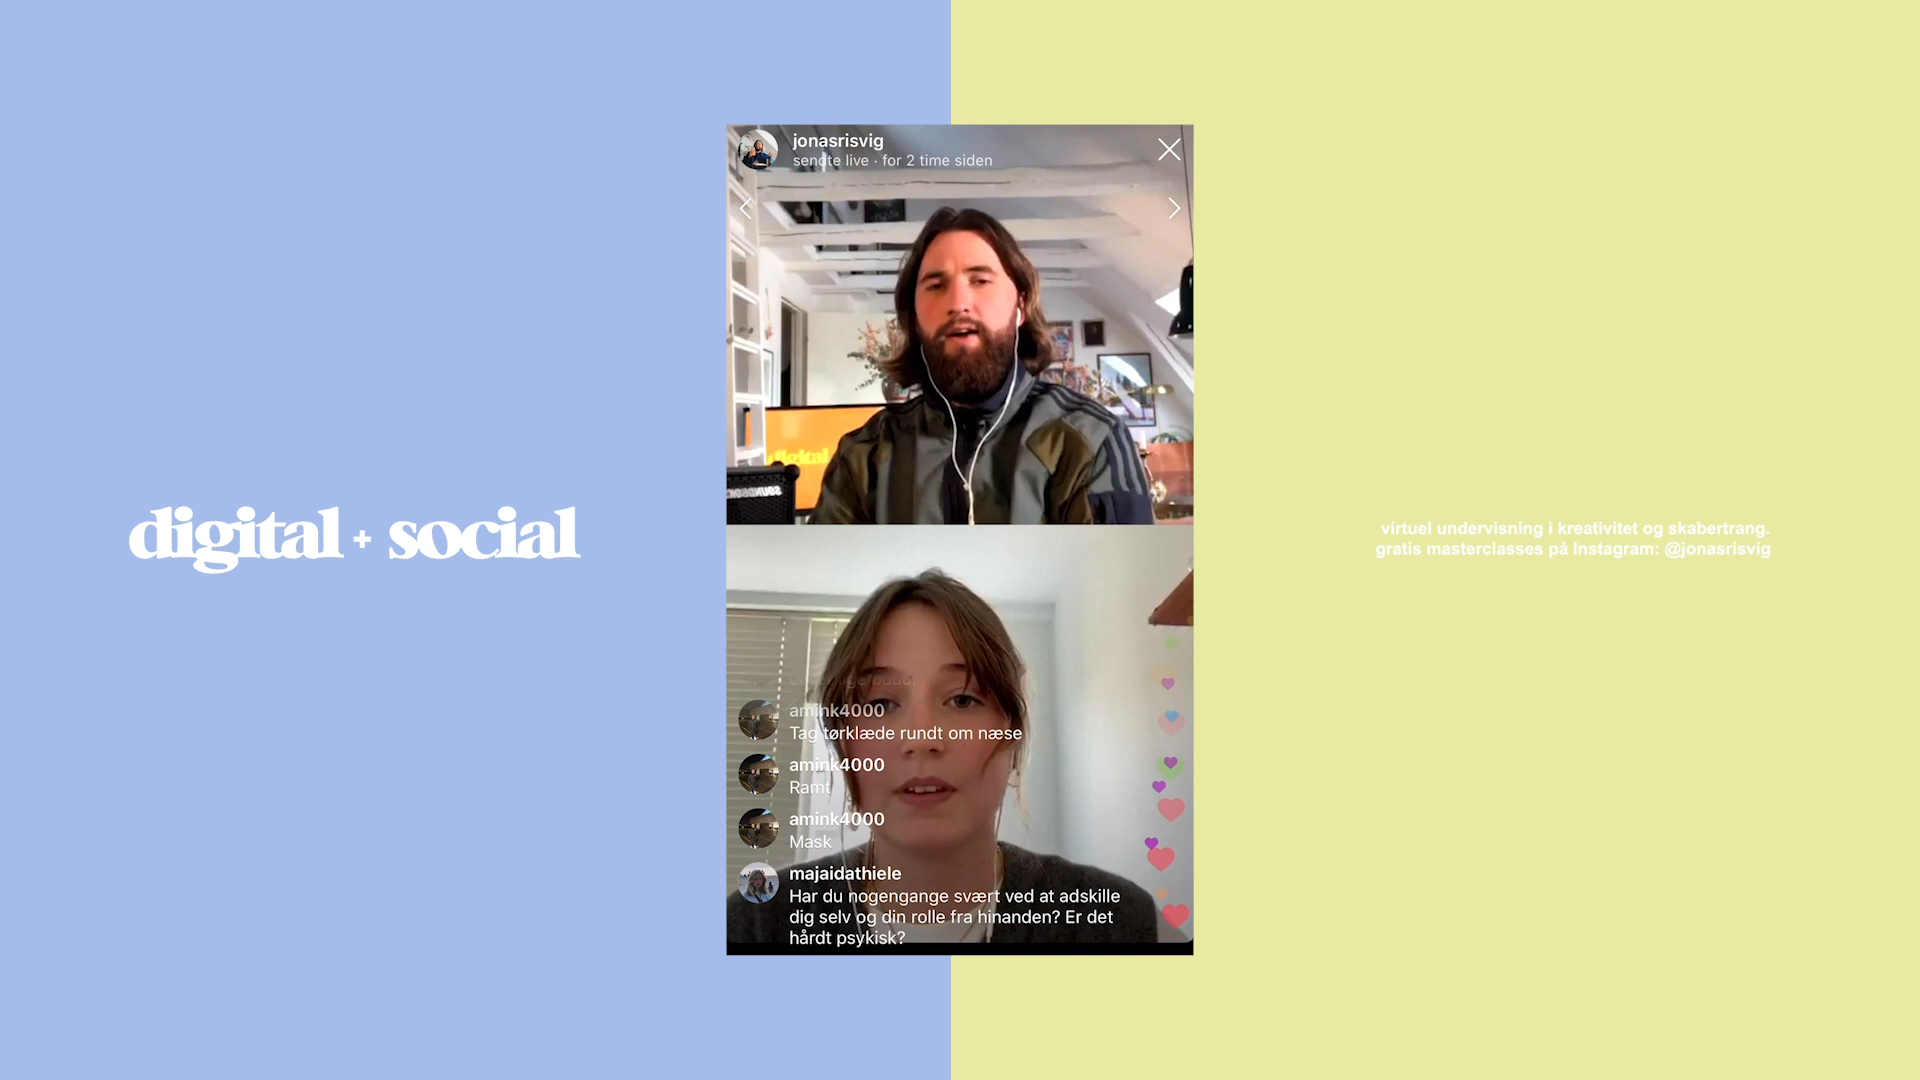 jonasrisvig
sendte live · for 2 time siden
digital
digital + social
virtuel undervisning i kreativitet og skabertrang.
gratis masterclasses på Instagram: @jonasrisvig
amink4000
Tag tørklæde rundt om næse
amink4000
Ramt
amink4000
Mask
majaidathiele
Har du nogengange svært ved at adskille
dig selv og din rolle fra hinanden? Er det
hårdt psykisk?